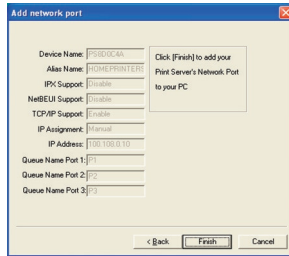 Add network port
Device Name: PS8D0C4A
Alias Name: HOMEPRINTERS
IPX Support: Disable
NetBEUI Support: Disable
TCP/IP Support: Enable
IP Assignment: Manual
IP Address: 100.100.0.10
Queue Name Port 1: P1
Queue Name Port 2: P2
Queue Name Port 3: P3
Click [Finish] to add your
Print Server's Network Port
to your PC
< Back Finish Cancel